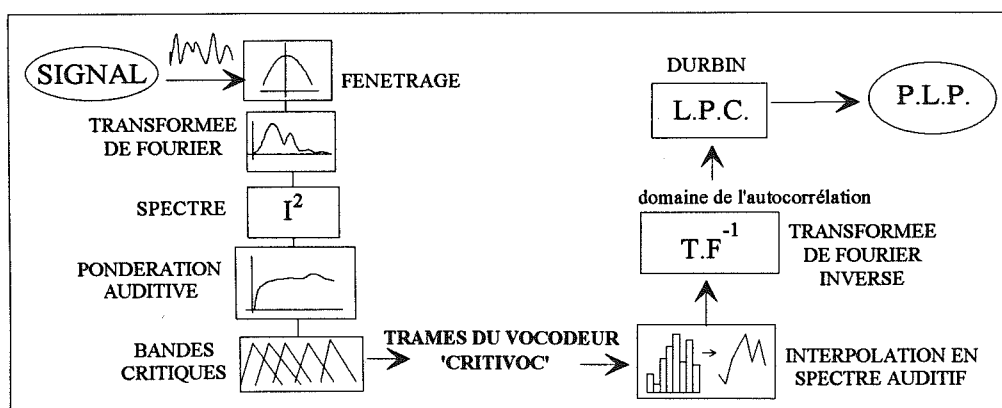 SIGNAL
FENETRAGE
TRANSFORMEE
DE FOURIER
SPECTRE
I²
PONDERATION
AUDITIVE
BANDES
CRITIQUES
TRAMES DU VOCODEUR
'CRITIVOC'
INTERPOLATION EN
SPECTRE AUDITIF
T.F⁻¹
TRANSFORMEE
DE FOURIER
INVERSE
domaine de l'autocorrélation
DURBIN
L.P.C.
P.L.P.